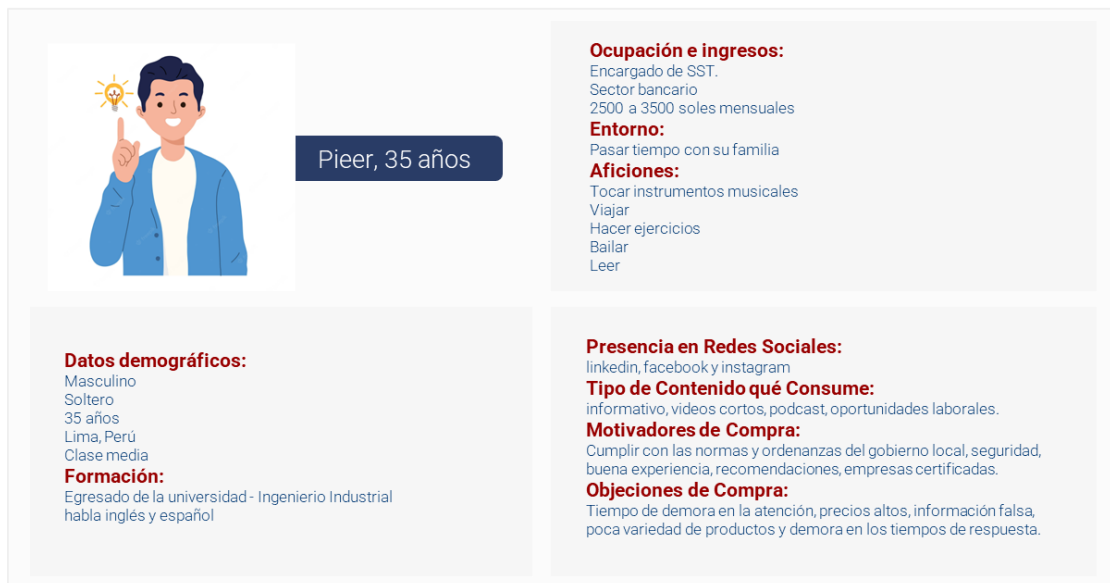 Pieer, 35 años
Ocupación e ingresos:
Encargado de SST.
Sector bancario
2500 a 3500 soles mensuales
Entorno:
Pasar tiempo con su familia
Aficiones:
Tocar instrumentos musicales
Viajar
Hacer ejercicios
Bailar
Leer
Datos demográficos:
Masculino
Soltero
35 años
Lima, Perú
Clase media
Formación:
Egresado de la universidad - Ingenierio Industrial
habla inglés y español
Presencia en Redes Sociales:
linkedin, facebook y instagram
Tipo de Contenido qué Consume:
informativo, videos cortos, podcast, oportunidades laborales.
Motivadores de Compra:
Cumplir con las normas y ordenanzas del gobierno local, seguridad,
buena experiencia, recomendaciones, empresas certificadas.
Objeciones de Compra:
Tiempo de demora en la atención, precios altos, información falsa,
poca variedad de productos y demora en los tiempos de respuesta.